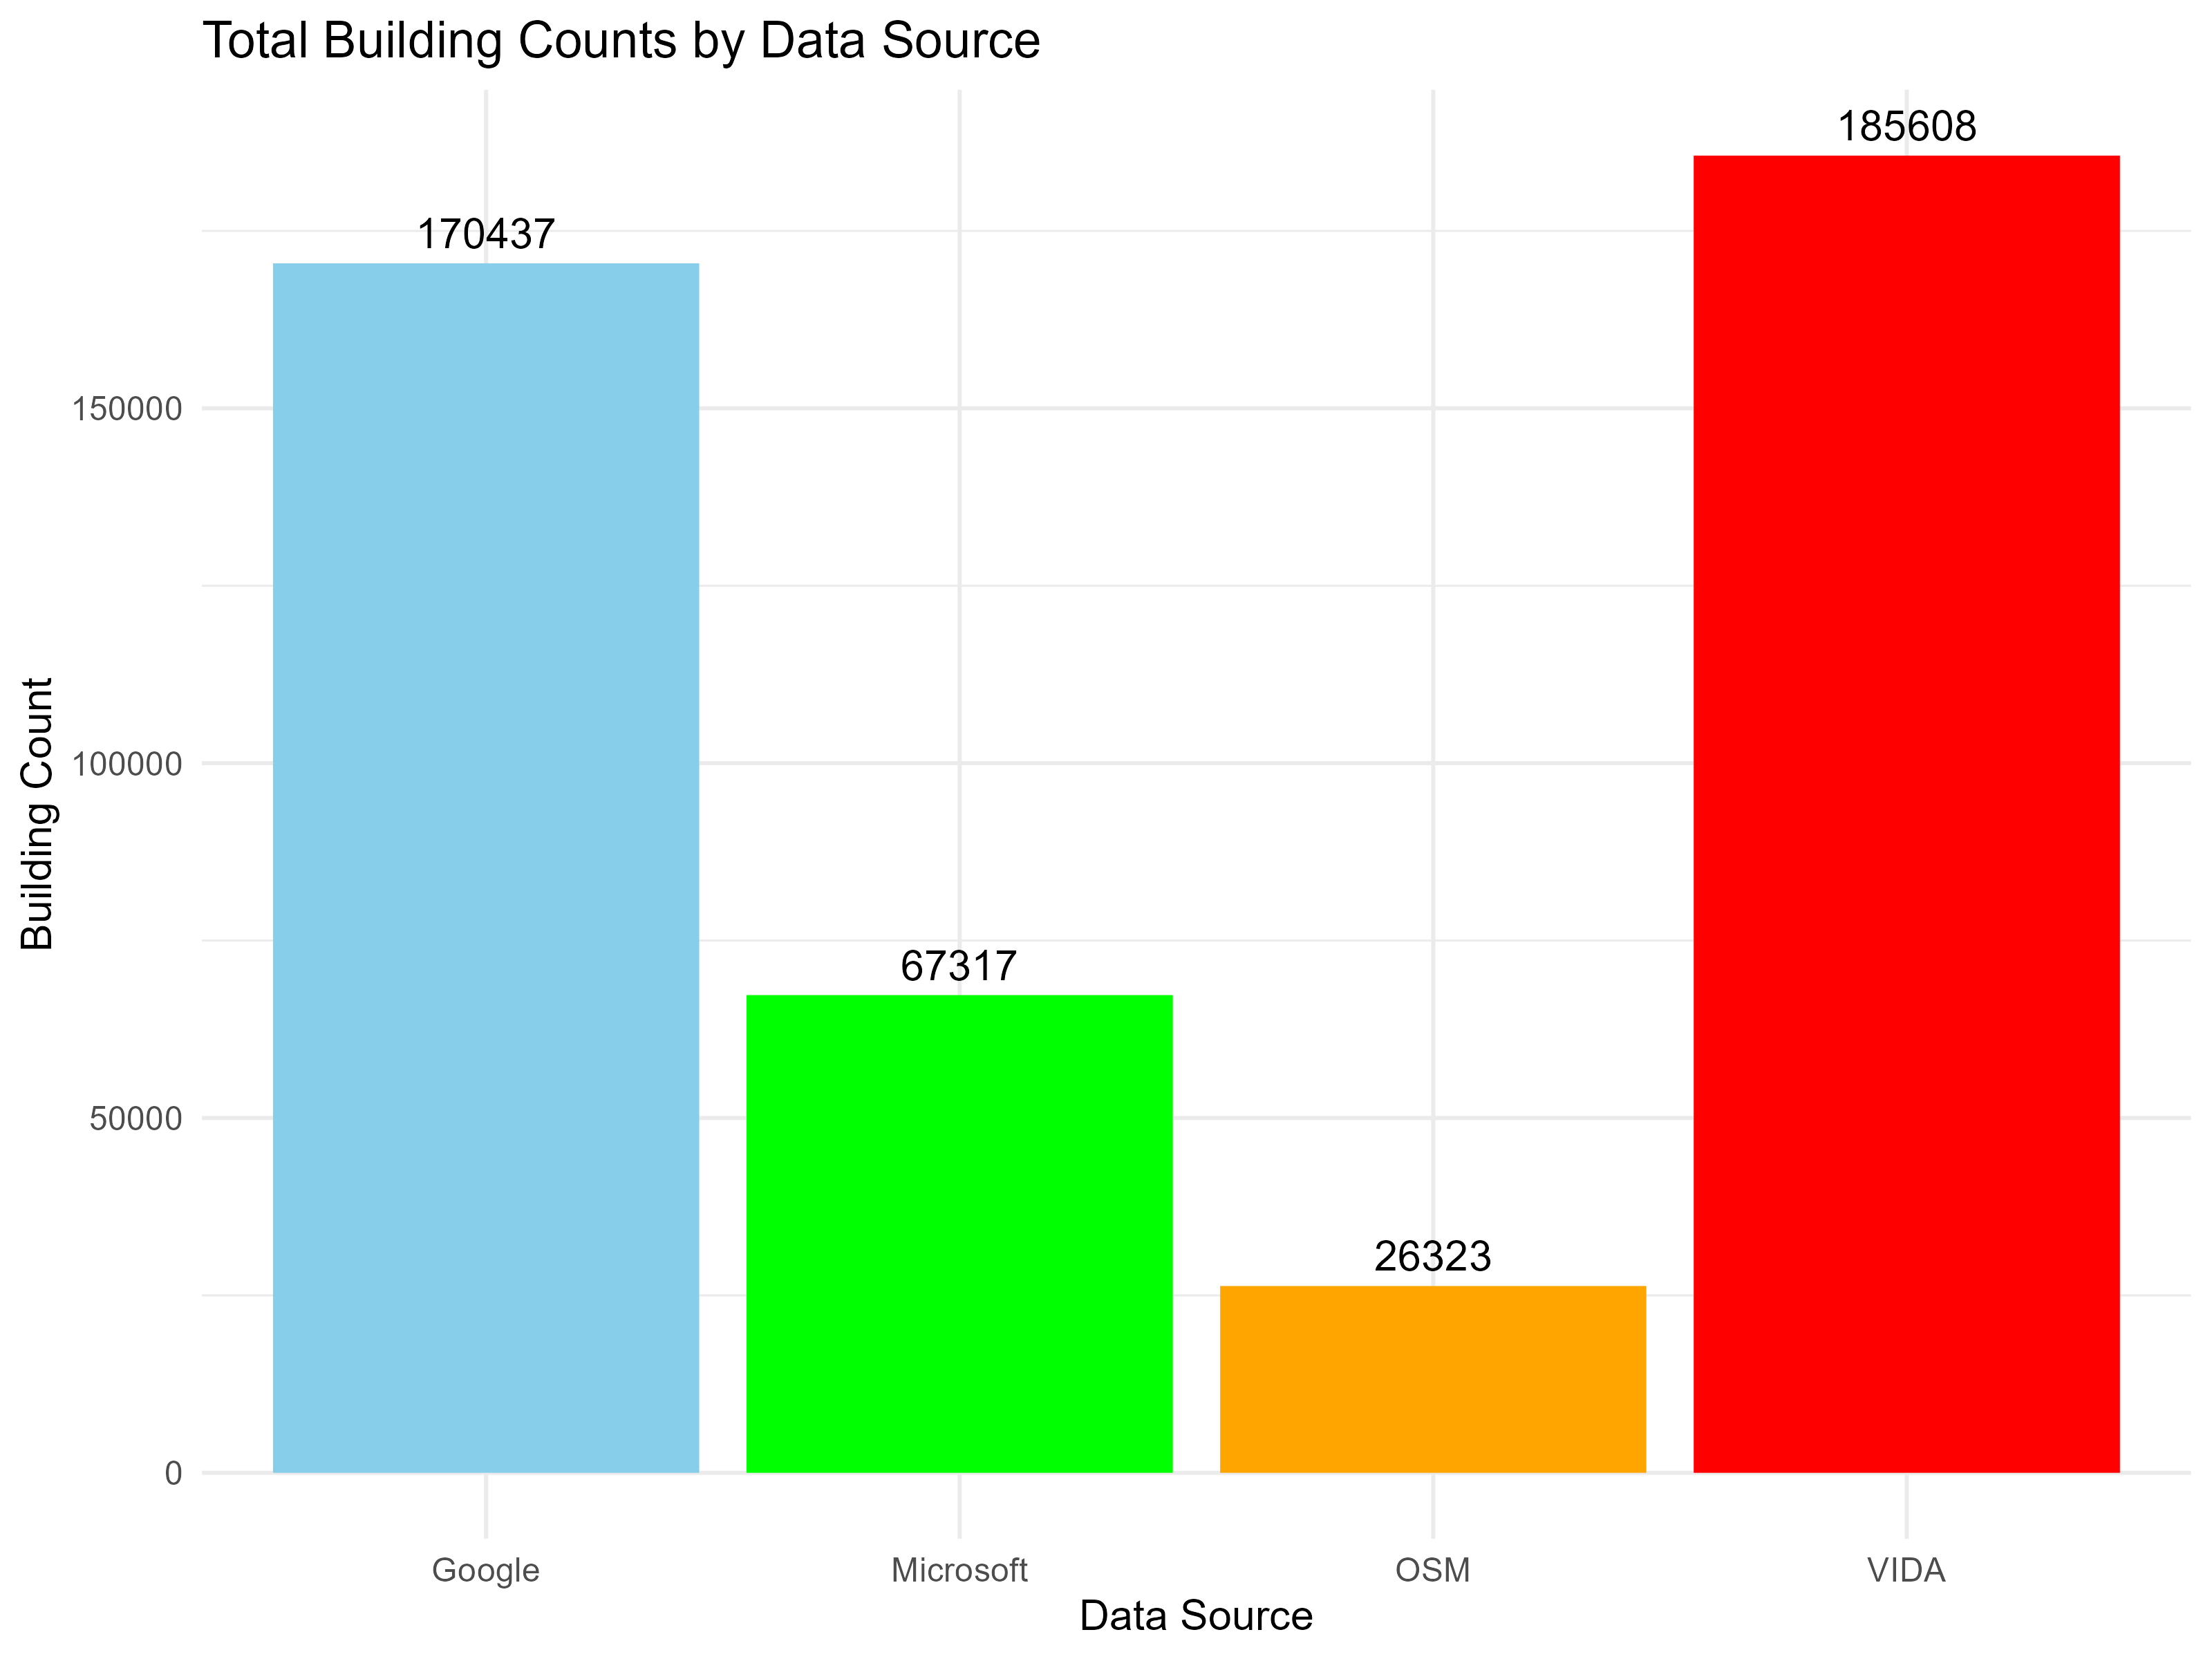 Total Building Counts by Data Source
185608
170437
150000
100000
67317
50000
26323
0
Building Count
Google
Microsoft
OSM
VIDA
Data Source